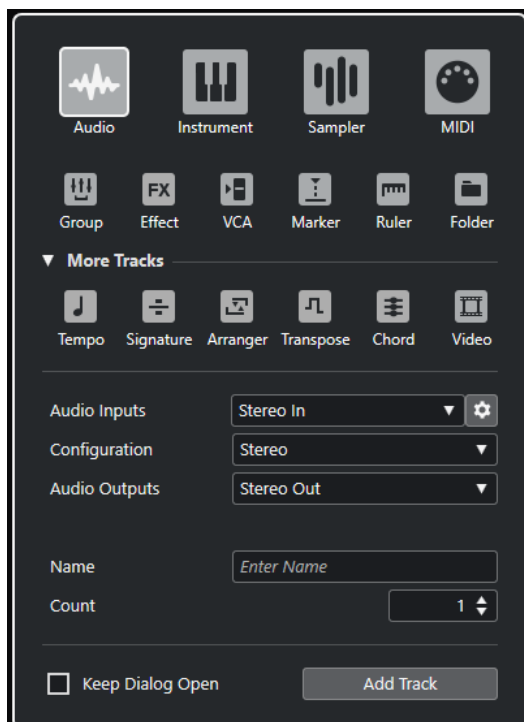 Audio Instrument Sampler MIDI
FX
Group Effect VCA Marker Ruler Folder
More Tracks
Tempo Signature Arranger Transpose Chord Video
Audio Inputs Stereo In
Configuration Stereo
Audio Outputs Stereo Out
Name Enter Name
Count 1
Keep Dialog Open Add Track